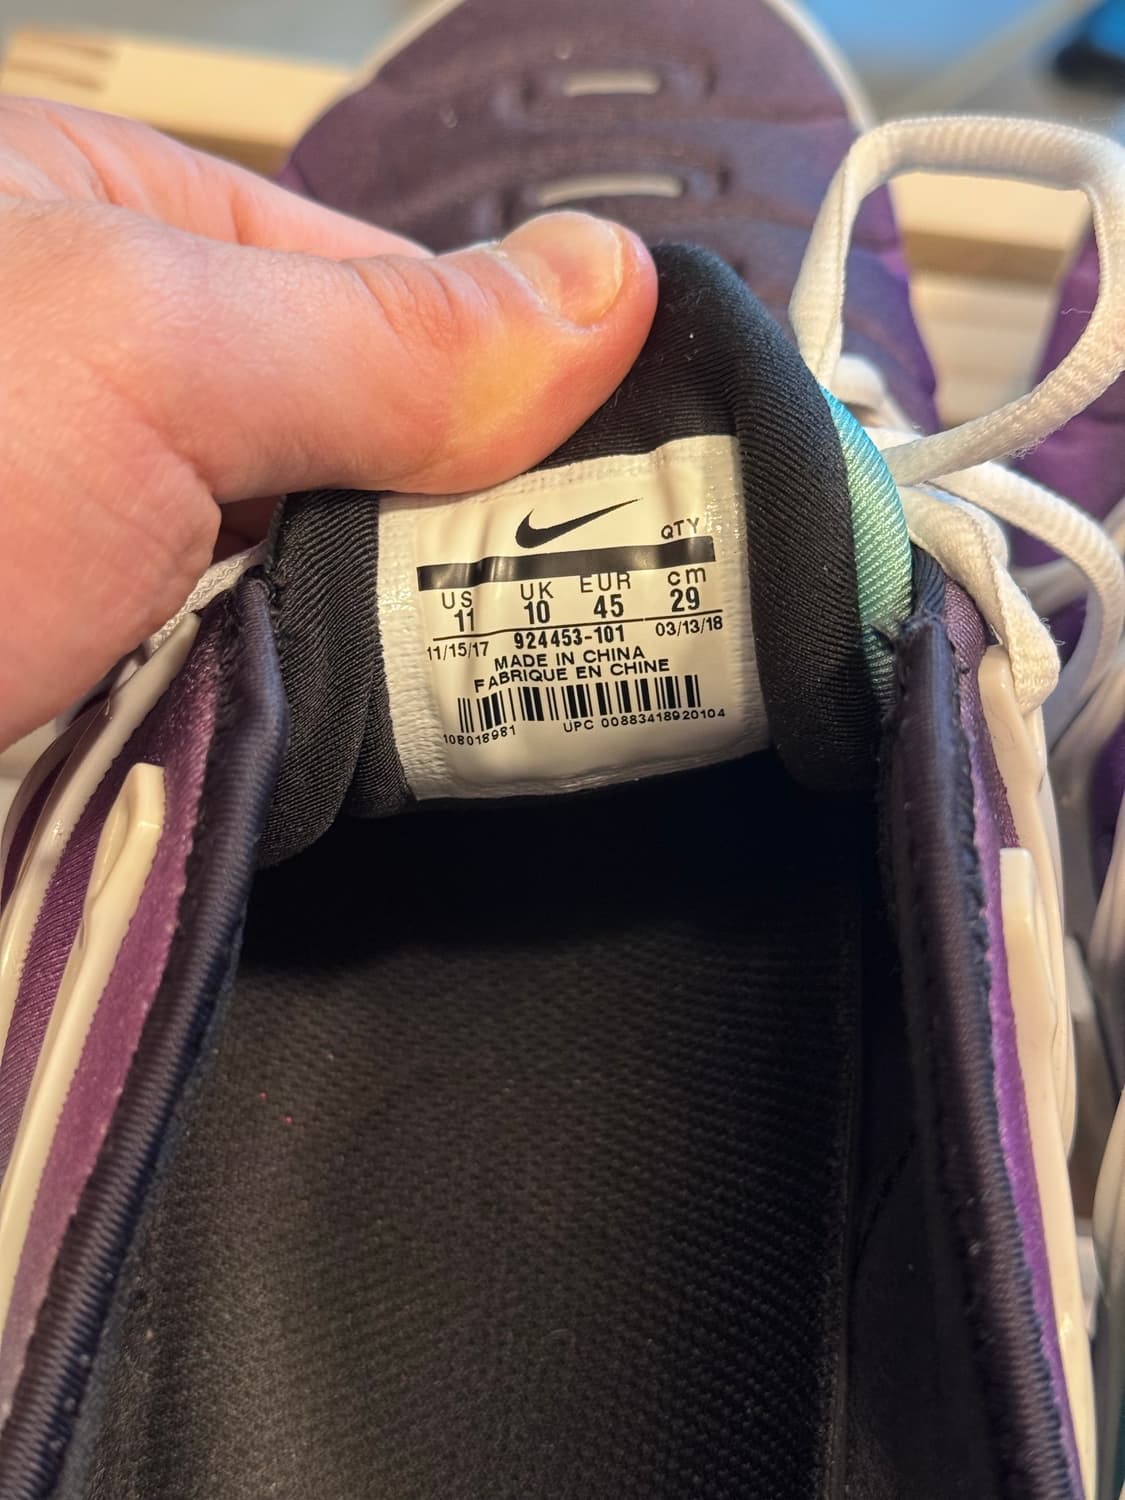 QTY
US UK EUR cm
11 10 45 29
11/15/17 924453-101 03/13/18
MADE IN CHINA
FABRIQUE EN CHINE
108018981 UPC 00883418920104